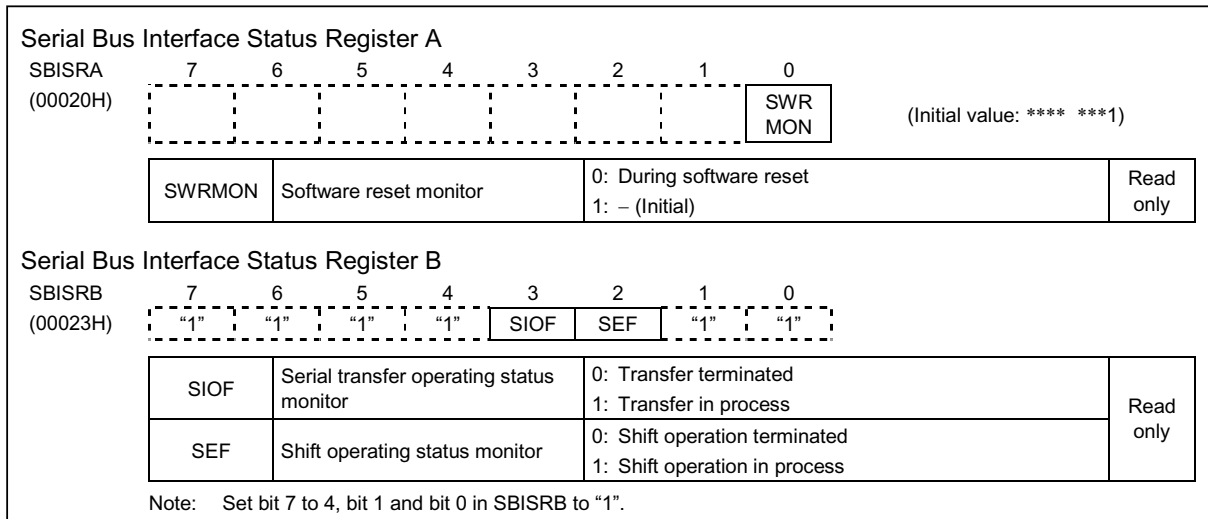 Serial Bus Interface Status Register A
SBISRA 7 6 5 4 3 2 1 0
(00020H) SWR MON (Initial value: **** ***1)
SWRMON Software reset monitor 0: During software reset Read only
1: – (Initial)
Serial Bus Interface Status Register B
SBISRB 7 6 5 4 3 2 1 0
(00023H) “1” “1” “1” “1” SIOF SEF “1” “1”
SIOF Serial transfer operating status monitor 0: Transfer terminated
1: Transfer in process
Read only
SEF Shift operating status monitor 0: Shift operation terminated
1: Shift operation in process
Note: Set bit 7 to 4, bit 1 and bit 0 in SBISRB to “1”.